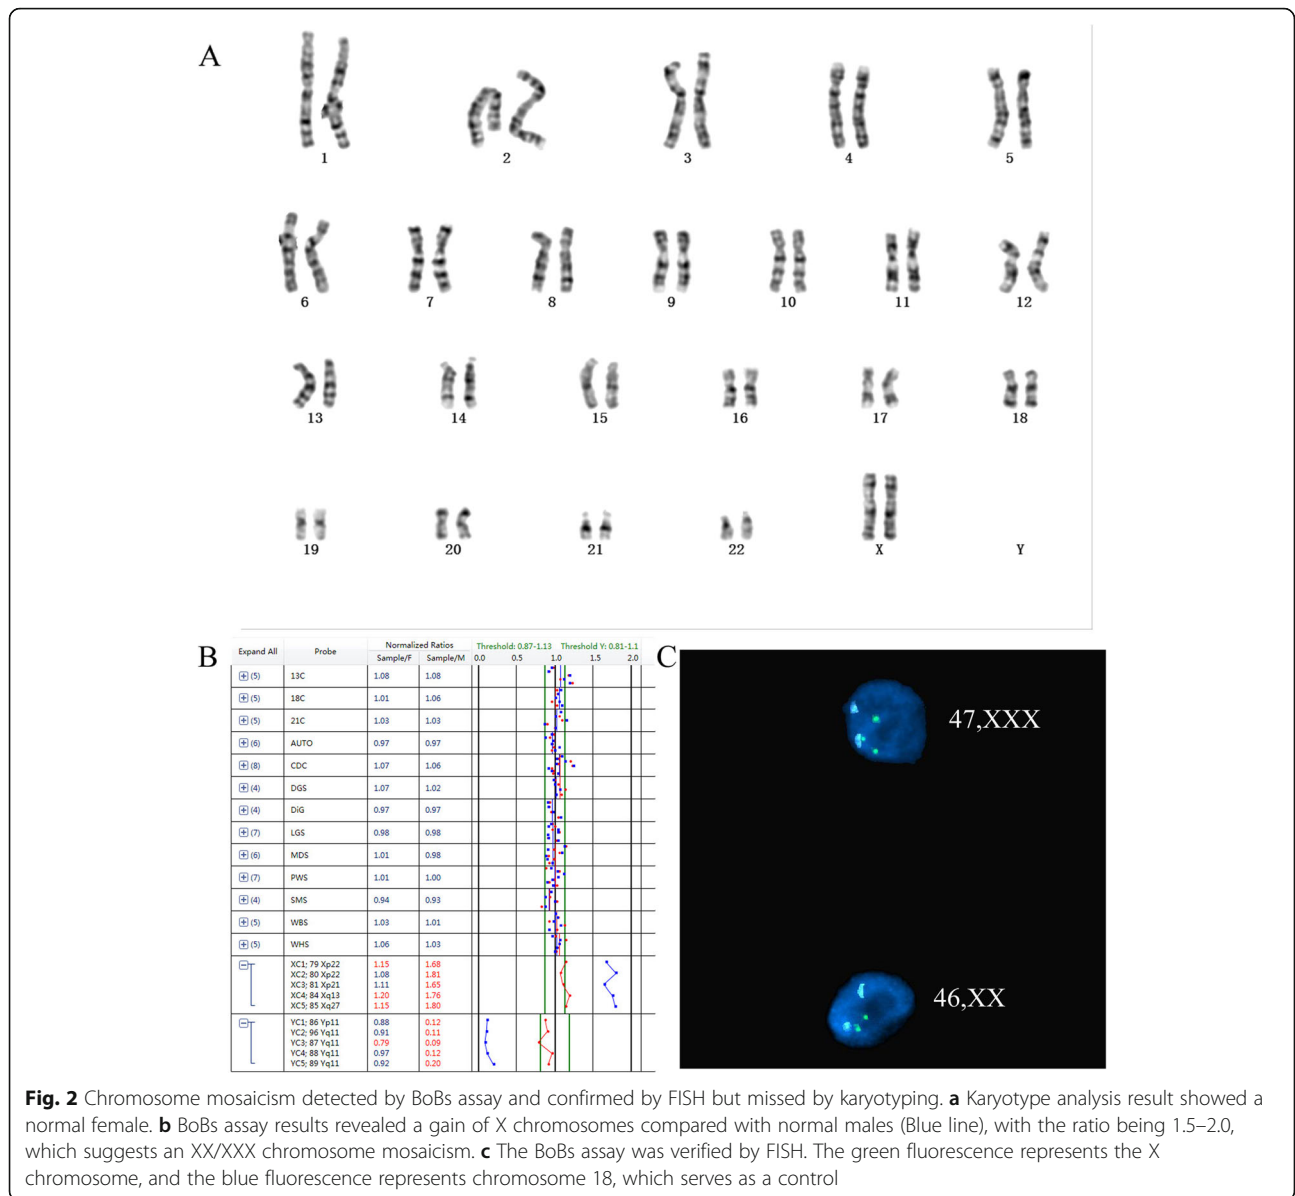 A
1 2 3 4 5
6 7 8 9 10 11 12
13 14 15 16 17 18
19 20 21 22 X Y
B
Expand All Probe Normalized Ratios Threshold: 0.87-1.13 Threshold Y: 0.81-1.1
Sample/F Sample/M 0.0 0.5 1.0 1.5 2.0
(5) 13C 1.08 1.08
(5) 18C 1.01 1.06
(5) 21C 1.03 1.03
(6) AUTO 0.97 0.97
(8) CDC 1.07 1.06
(4) DGS 1.07 1.02
(4) DiG 0.97 0.97
(7) LGS 0.98 0.98
(6) MDS 1.01 0.98
(7) PWS 1.01 1.00
(4) SMS 0.94 0.93
(5) WBS 1.03 1.01
(5) WHS 1.06 1.03
XC1; 79 Xp22 1.15 1.68
XC2; 80 Xp22 1.08 1.81
XC3; 81 Xp21 1.11 1.65
XC4; 84 Xq13 1.20 1.76
XC5; 85 Xq27 1.15 1.80
YC1; 86 Yp11 0.88 0.12
YC2; 96 Yq11 0.91 0.11
YC3; 87 Yq11 0.79 0.09
YC4; 88 Yq11 0.97 0.12
YC5; 89 Yq11 0.92 0.20
C
47,XXX
46,XX
Fig. 2 Chromosome mosaicism detected by BoBs assay and confirmed by FISH but missed by karyotyping. a Karyotype analysis result showed a
normal female. b BoBs assay results revealed a gain of X chromosomes compared with normal males (Blue line), with the ratio being 1.5–2.0,
which suggests an XX/XXX chromosome mosaicism. c The BoBs assay was verified by FISH. The green fluorescence represents the X
chromosome, and the blue fluorescence represents chromosome 18, which serves as a control